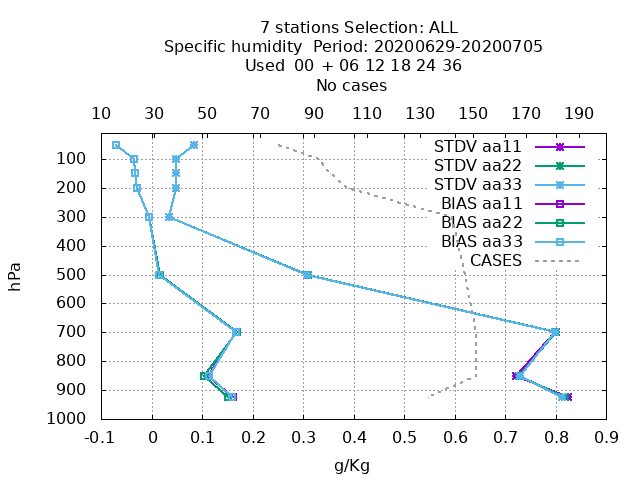 7 stations Selection: ALL
Specific humidity  Period: 20200629-20200705
Used  00 + 06 12 18 24 36
No cases
10 30 50 70 90 110 130 150 170 190
STDV aa11
STDV aa22
STDV aa33
BIAS aa11
BIAS aa22
BIAS aa33
CASES
hPa
100
200
300
400
500
600
700
800
900
1000
-0.1 0 0.1 0.2 0.3 0.4 0.5 0.6 0.7 0.8 0.9
g/Kg